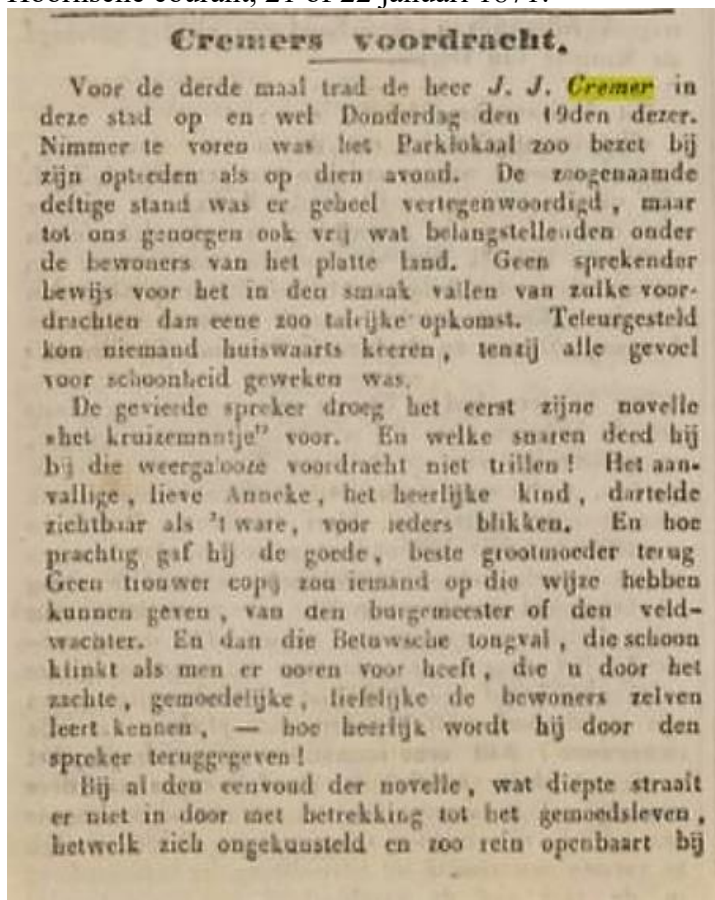 Hoornsche courant, 21 of 22 januari 1871:
Cremers voordracht.
Voor de derde maal trad de heer J. J. Cremer in
deze stad op en wel Donderdag den 19den dezer.
Nimmer te voren was het Parklokaal zoo bezet bij
zijn optreden als op dien avond. De zoogenaamde
deftige stand was er geheel vertegenwoordigd, maar
tot ons genoegen ook vrij wat belangstellenden onder
de bewoners van het platte land. Geen sprekender
bewijs voor het in den smaak vallen van zulke voor-
drachten dan eene zoo talrijke opkomst. Teleurgesteld
kon niemand huiswaarts keeren, tenzij alle gevoel
voor schoonheid geweken was.
De gevierde spreker droeg het eerst zijne novelle
»het kruizemuntje" voor. En welke snaren deed hij
bij die weergalooze voordracht niet trillen! Het aan-
vallige, lieve Anneke, het heerlijke kind, dartelde
zichtbaar als 't ware, voor ieders blikken. En hoe
prachtig gaf hij de goede, beste grootmoeder terug
Geen trouwer copij zou iemand op die wijze hebben
kunnen geven, van den burgemeester of den veld-
wachter. En dan die Betuwsche tongval, die schoon
klinkt als men er ooren voor heeft, die u door het
zachte, gemoedelijke, liefelijke de bewoners zelven
leert kennen, — hoe heerlijk wordt hij door den
spreker teruggegeven!
Bij al den eenvoud der novelle, wat diepte straalt
er niet in door met betrekking tot het gemoedsleven,
hetwelk zich ongekunsteld en zoo rein openbaart bij